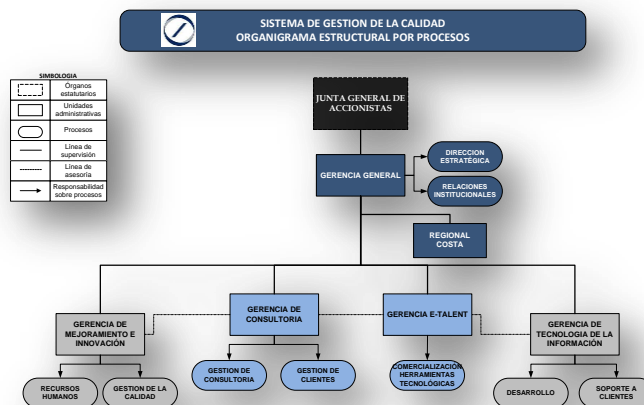 SISTEMA DE GESTION DE LA CALIDAD
ORGANIGRAMA ESTRUCTURAL POR PROCESOS
SIMBOLOGIA
Órganos
estatutarios
Unidades
administrativas
Procesos
Línea de
supervisión
Línea de
asesoría
Responsabilidad
sobre procesos
JUNTA GENERAL DE
ACCIONISTAS
GERENCIA GENERAL
DIRECCION
ESTRATÉGICA
RELACIONES
INSTITUCIONALES
REGIONAL
COSTA
GERENCIA DE
MEJORAMIENTO E
INNOVACIÓN
GERENCIA DE
CONSULTORIA
GERENCIA E-TALENT
GERENCIA DE
TECNOLOGIA DE LA
INFORMACIÓN
RECURSOS
HUMANOS
GESTION DE LA
CALIDAD
GESTION DE
CONSULTORIA
GESTION DE
CLIENTES
COMERCIALIZACIÓN
HERRAMIENTAS
TECNOLÓGICAS
DESARROLLO
SOPORTE A
CLIENTES